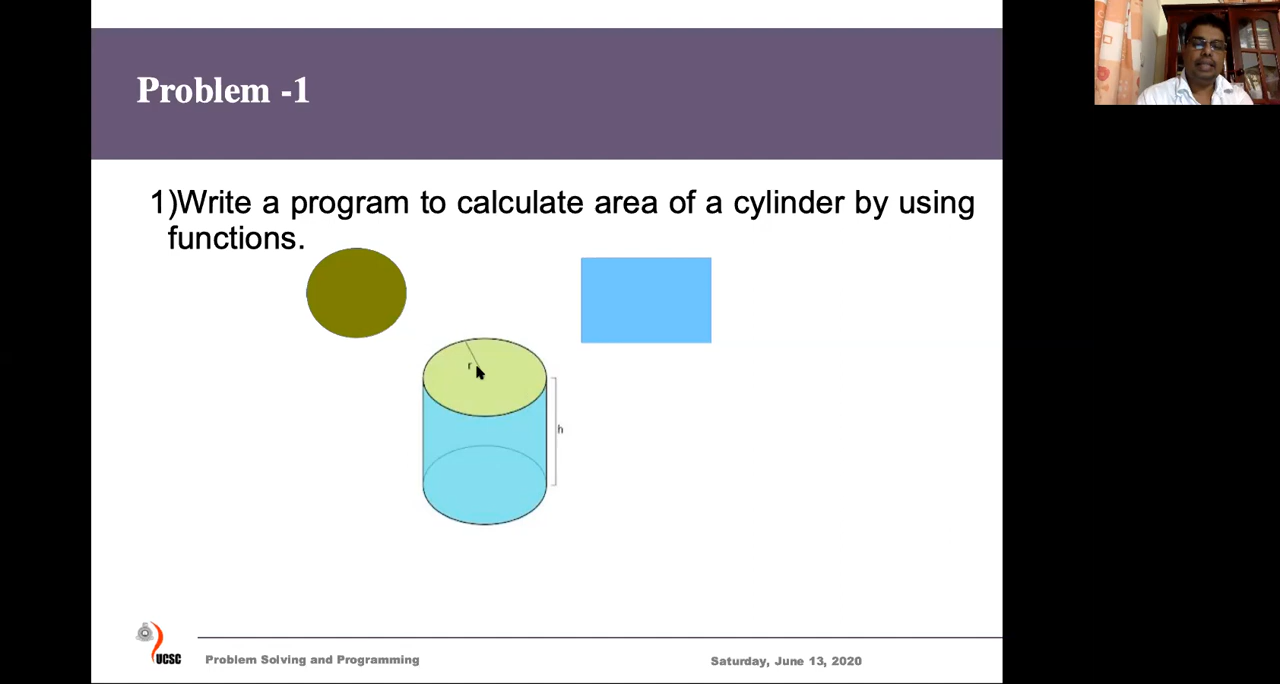 Problem -1
1)Write a program to calculate area of a cylinder by using
functions.
r
h
UCSC
Problem Solving and Programming
Saturday, June 13, 2020